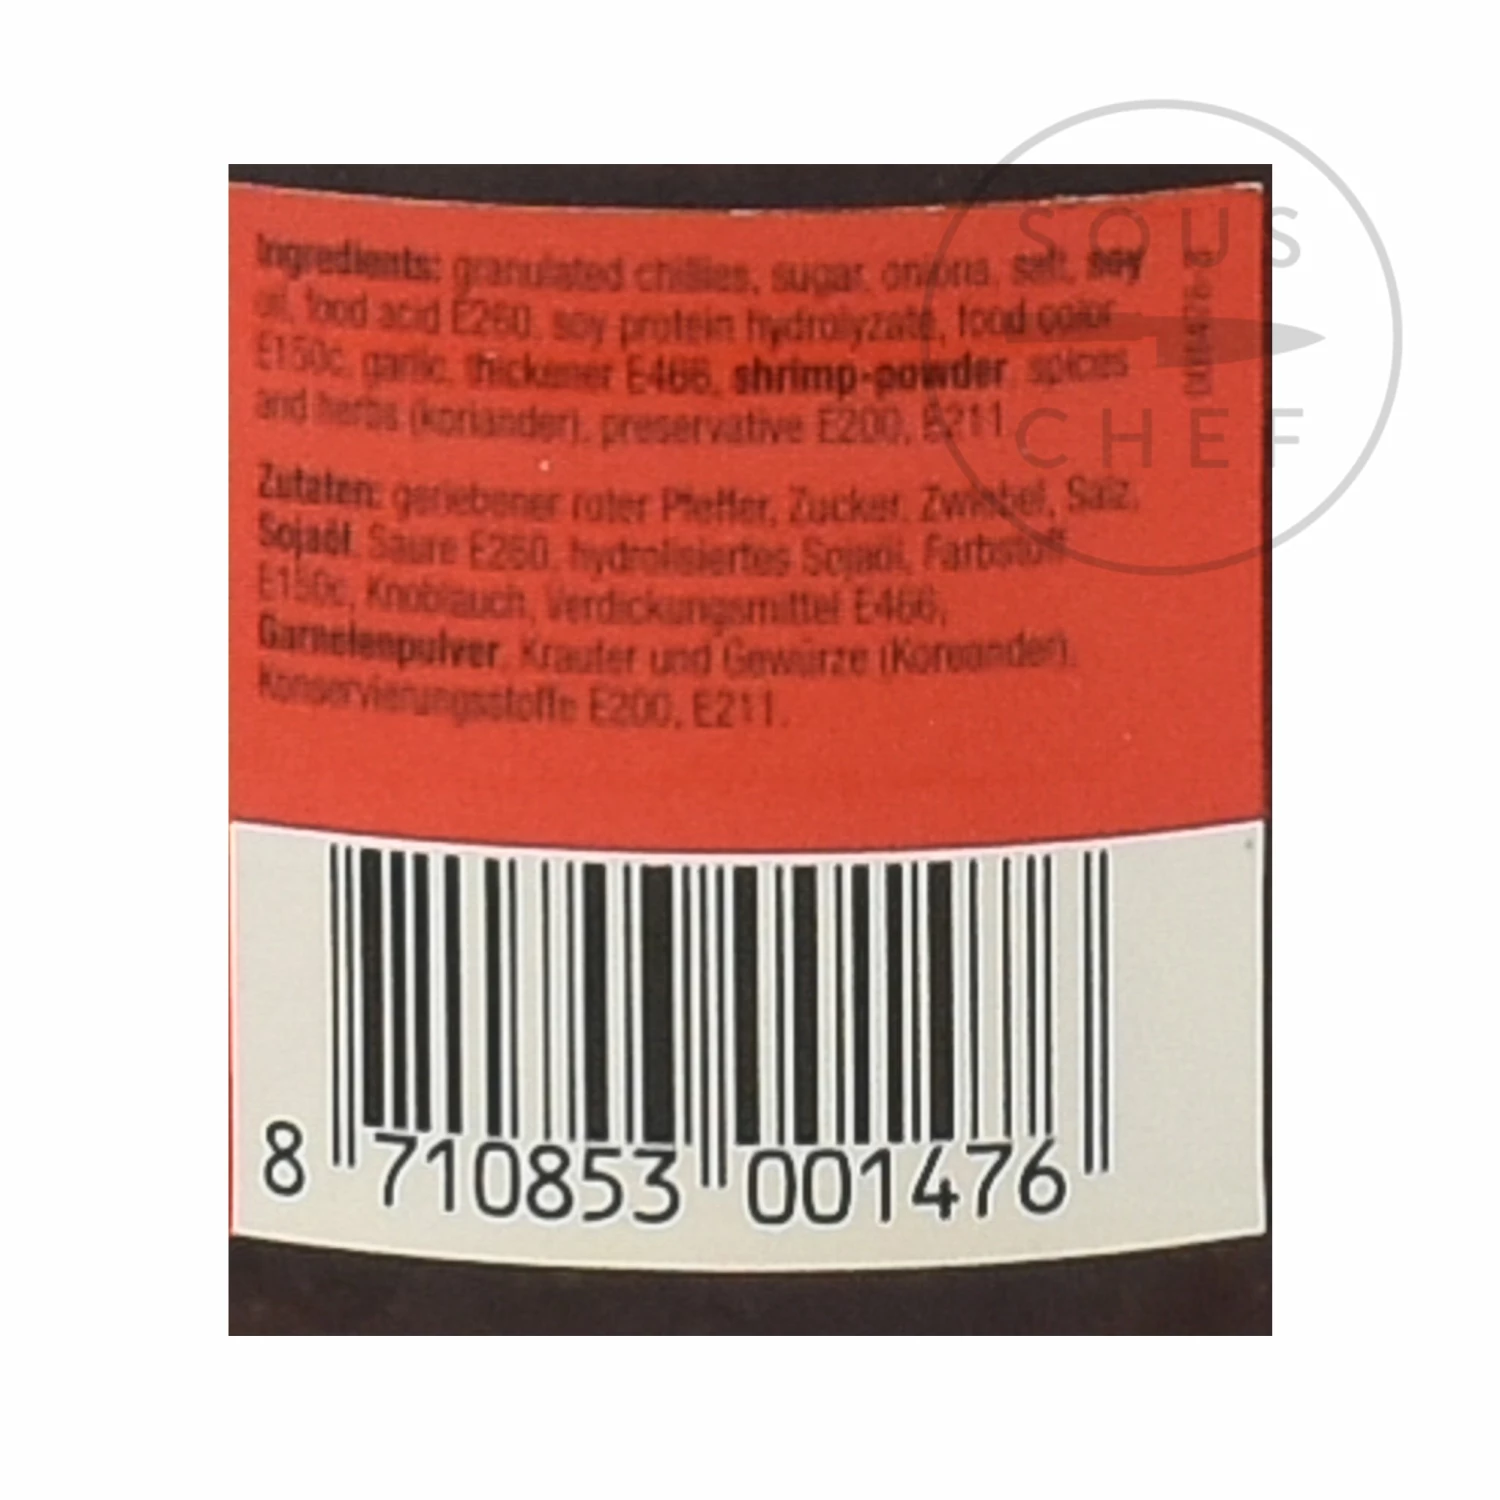 SOUS
CHEF
Ingredients: granulated chillies, sugar, onions, salt, soy
oil, food acid E260, soy protein hydrolyzate, food color
E150c, garlic, thickener E466, shrimp-powder, spices
and herbs (koriander), preservative E200, E211.
Zutaten: geriebener roter Pfeffer, Zucker, Zwiebel, Salz,
Sojaöl, Säure E260, hydrolisiertes Sojaöl, Farbstoff
E150c, Knoblauch, Verdickungsmittel E466,
Garnelenpulver, Krauter und Gewürze (Koreander),
Konservierungsstoffe E200, E211.
8 710853 001476